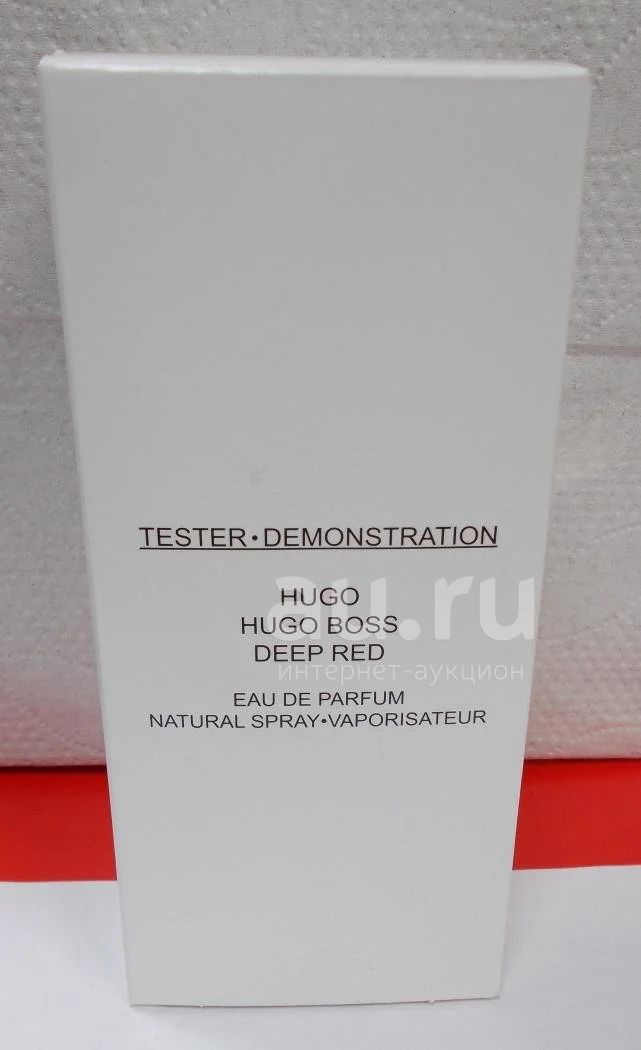 TESTER•DEMONSTRATION
HUGO
HUGO BOSS
DEEP RED
EAU DE PARFUM
NATURAL SPRAY•VAPORISATEUR
au.ru
интернет-аукцион